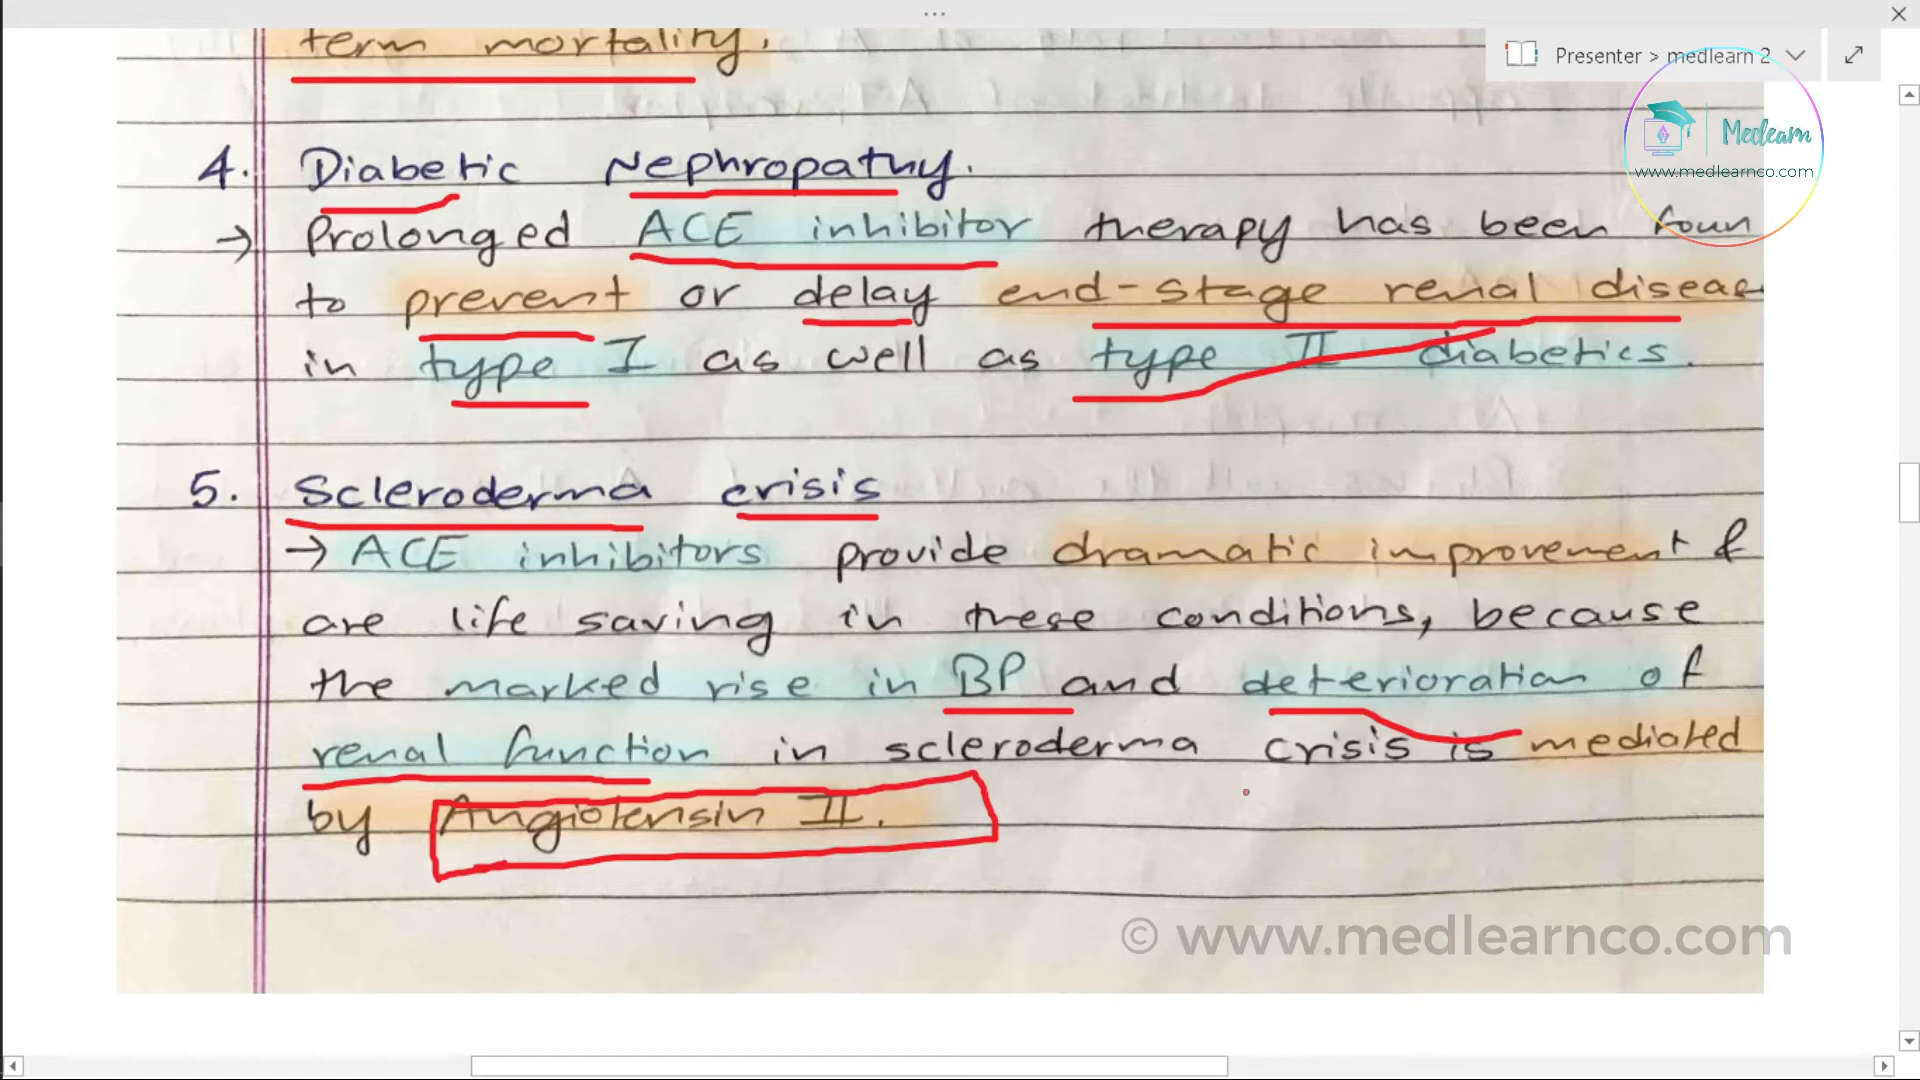 ...
term mortality.
Presenter > medlearn 2
Medlearn
www.medlearnco.com
4. Diabetic Nephropathy.
→ Prolonged ACE inhibitor therapy has been foun
to prevent or delay end-stage renal diseas
in type I as well as type II diabetics.
5. Scleroderma crisis
→ ACE inhibitors provide dramatic improvement &
are life saving in these conditions, because
the marked rise in BP and deterioration of
renal function in scleroderma crisis is mediated
by Angiotensin II.
© www.medlearnco.com